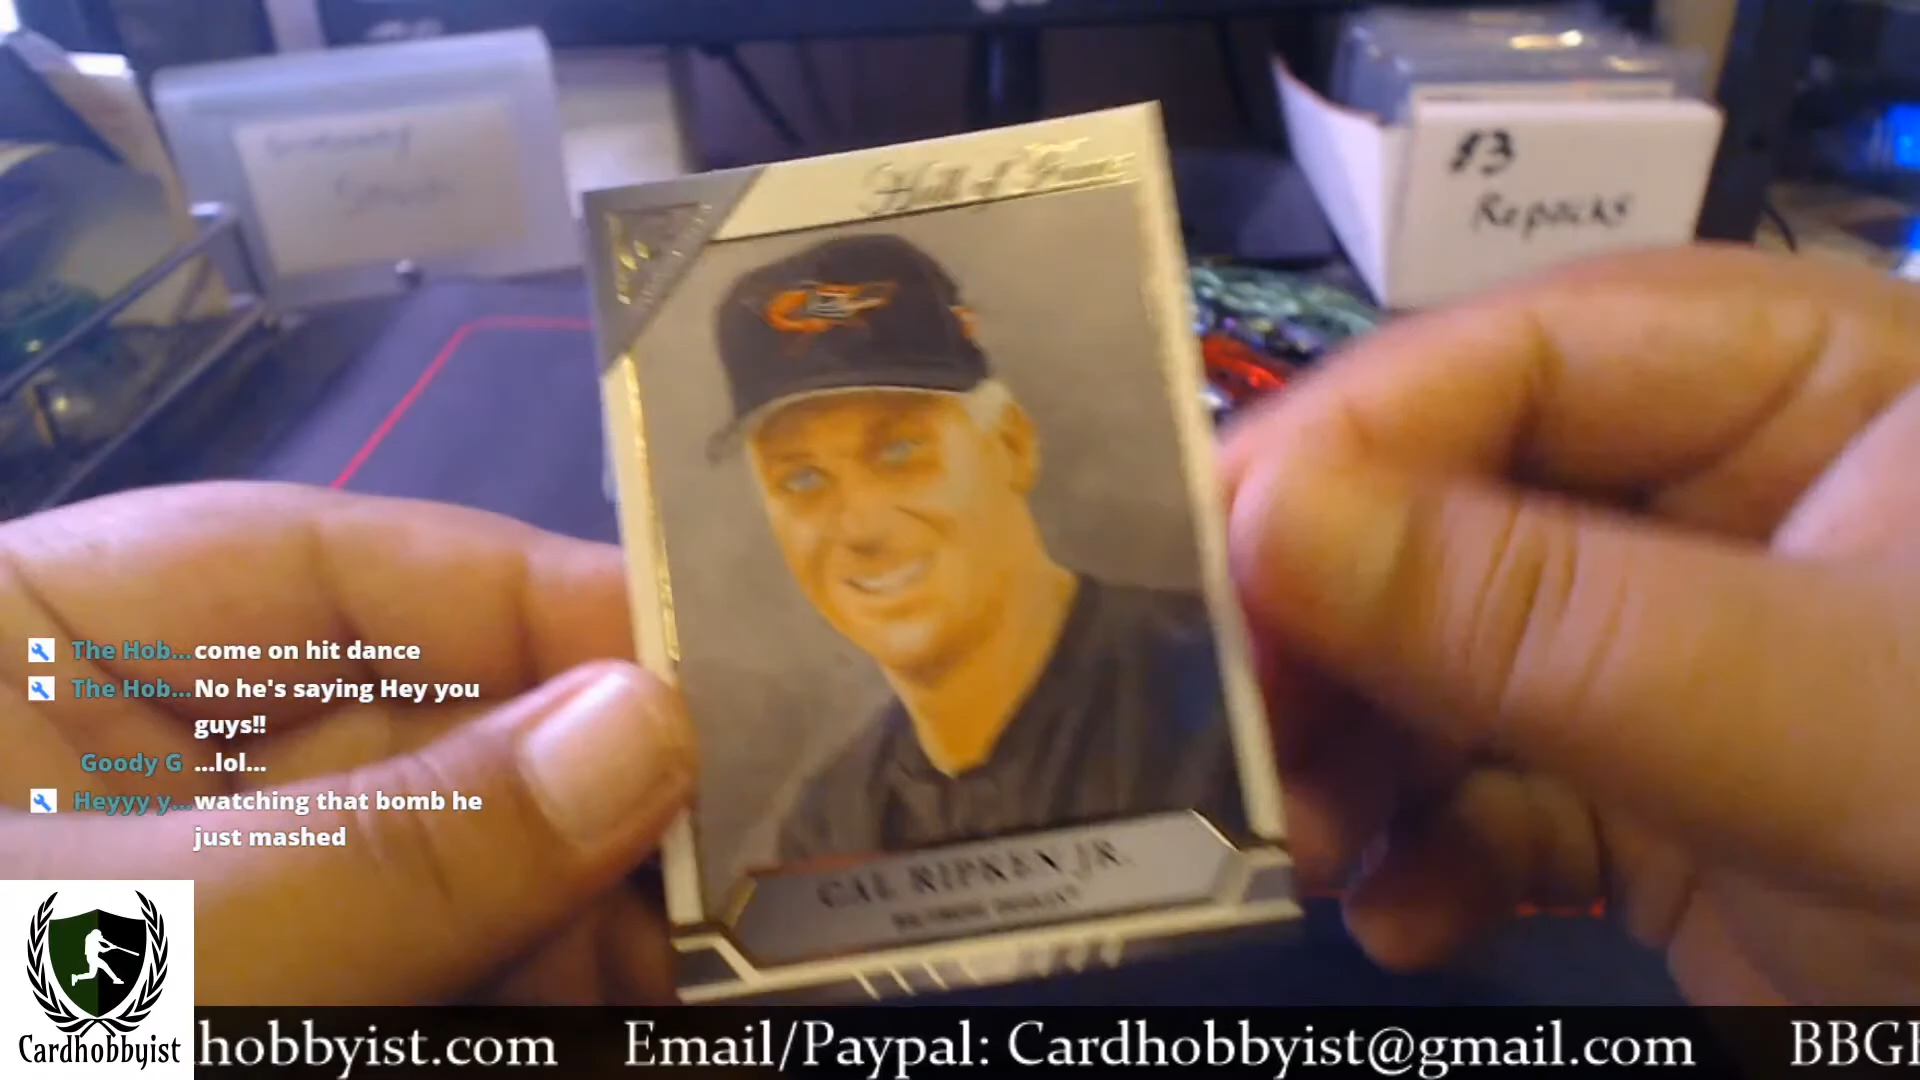 $3
Repacks
Hall of Fame
CAL RIPKEN JR.
The Hob... come on hit dance
The Hob... No he's saying Hey you
guys!!
Goody G ...lol...
Heyyy y... watching that bomb he
just mashed
Cardhobbyist
hobbyist.com Email/Paypal: Cardhobbyist@gmail.com BBG